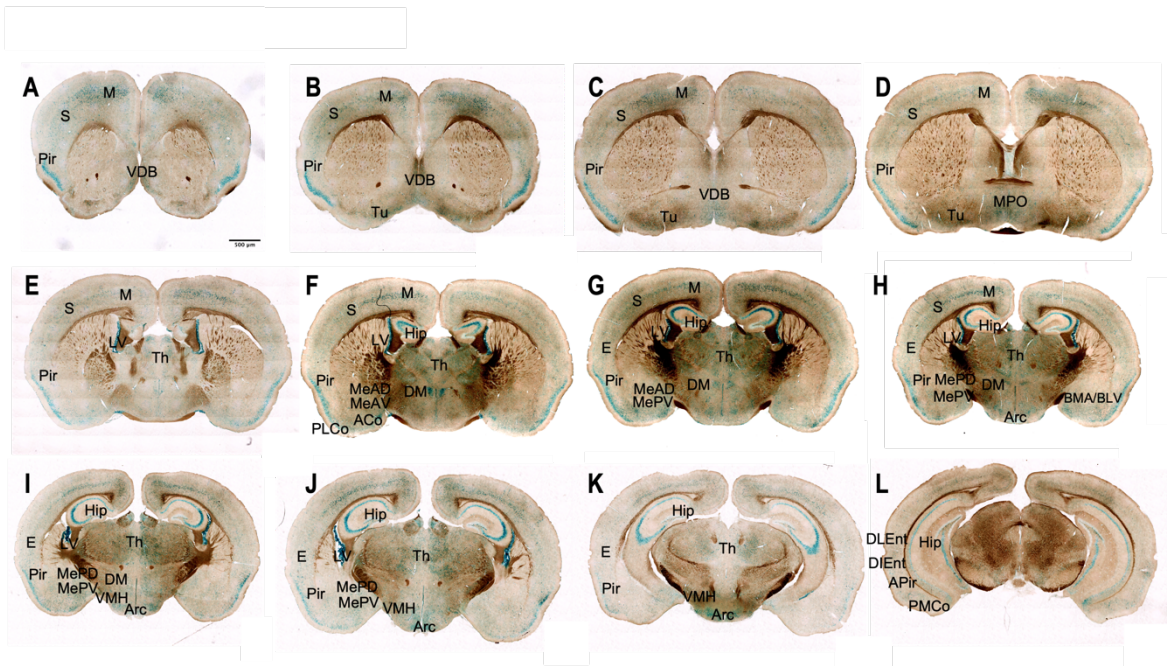 A
M
S
Pir
VDB
500 µm
B
M
S
Pir
VDB
Tu
C
M
S
Pir
VDB
Tu
D
M
S
Pir
MPO
Tu
E
M
S
LV
Th
Pir
F
M
S
Hip
LV
Th
Pir
DM
MeAD
MeAV
ACo
PLCo
G
M
S
Hip
LV
Th
E
Pir
DM
MeAD
MePV
H
M
S
Hip
LV
Th
E
Pir
MePD
DM
MePV
BMA/BLV
Arc
I
Hip
LV
Th
E
Pir
MePD
DM
MePV
VMH
Arc
J
Hip
LV
Th
E
Pir
MePD
MePV
VMH
Arc
K
Hip
Th
E
Pir
VMH
Arc
L
DLEnt
Hip
DIEnt
APir
PMCo